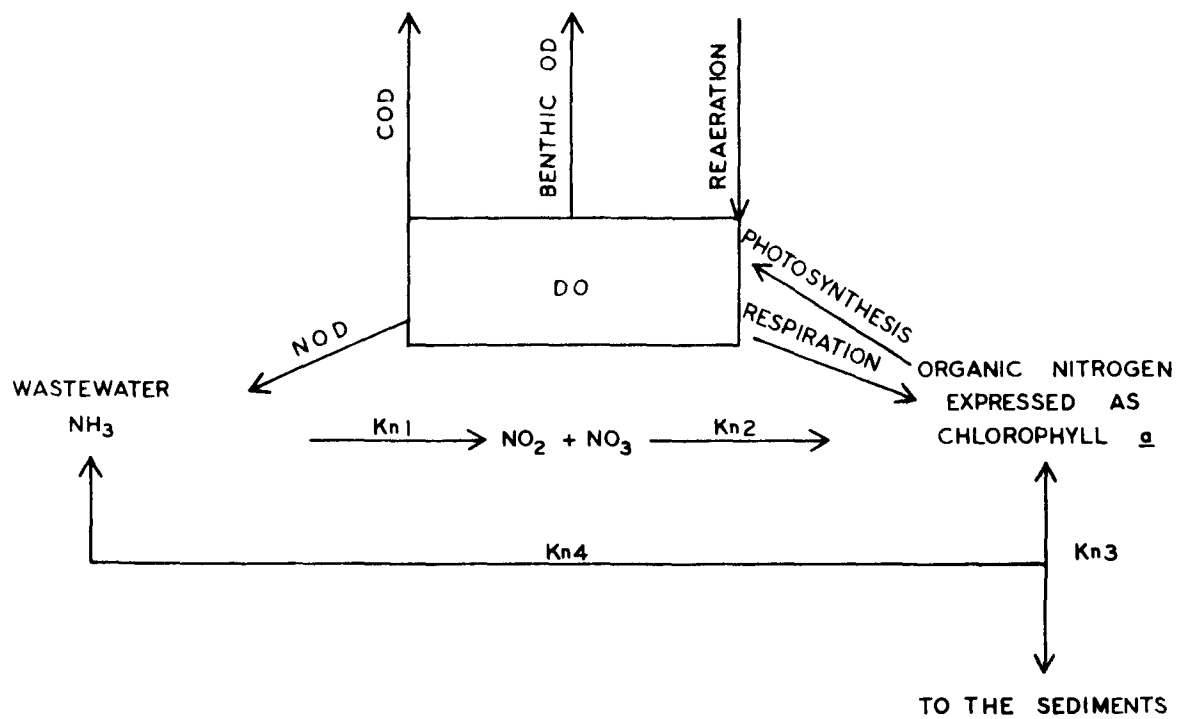 COD
BENTHIC OD
REAERATION
PHOTOSYNTHESIS
DO
RESPIRATION
NOD
ORGANIC NITROGEN
EXPRESSED AS
CHLOROPHYLL a
WASTEWATER
NH₃
Kn1
NO₂ + NO₃
Kn2
Kn4
Kn3
TO THE SEDIMENTS